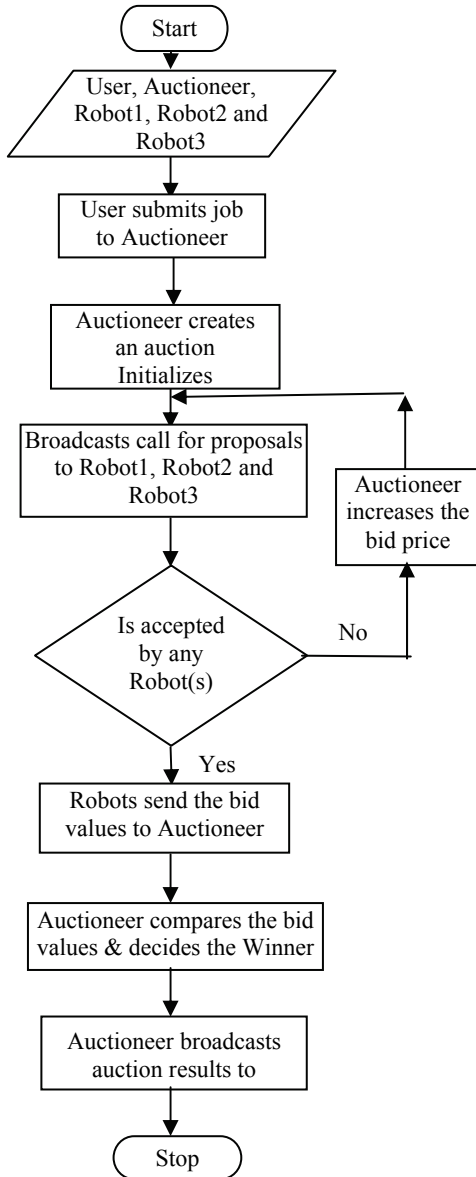 Start
User, Auctioneer,
Robot1, Robot2 and
Robot3
User submits job
to Auctioneer
Auctioneer creates
an auction
Initializes
Broadcasts call for proposals
to Robot1, Robot2 and
Robot3
Auctioneer
increases the
bid price
Is accepted
by any
Robot(s)
No
Yes
Robots send the bid
values to Auctioneer
Auctioneer compares the bid
values & decides the Winner
Auctioneer broadcasts
auction results to
Stop